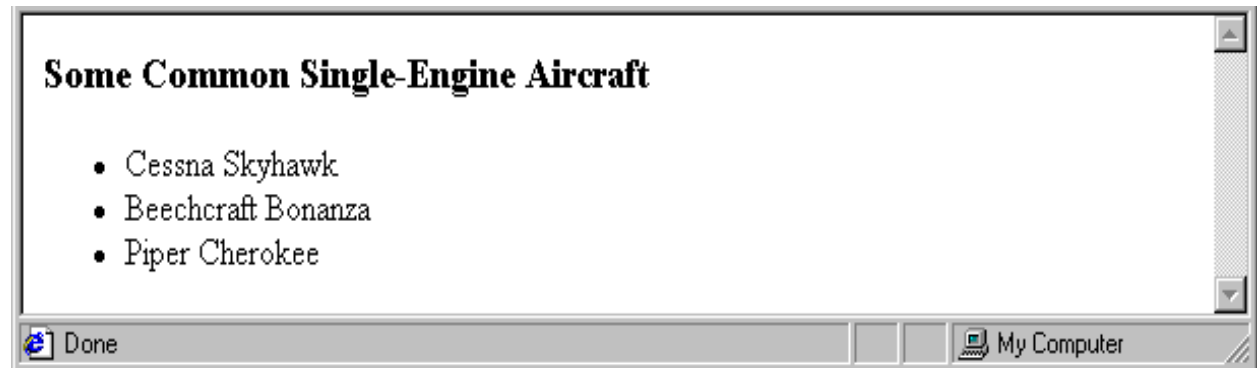 Some Common Single-Engine Aircraft
Cessna Skyhawk
Beechcraft Bonanza
Piper Cherokee
Done
My Computer